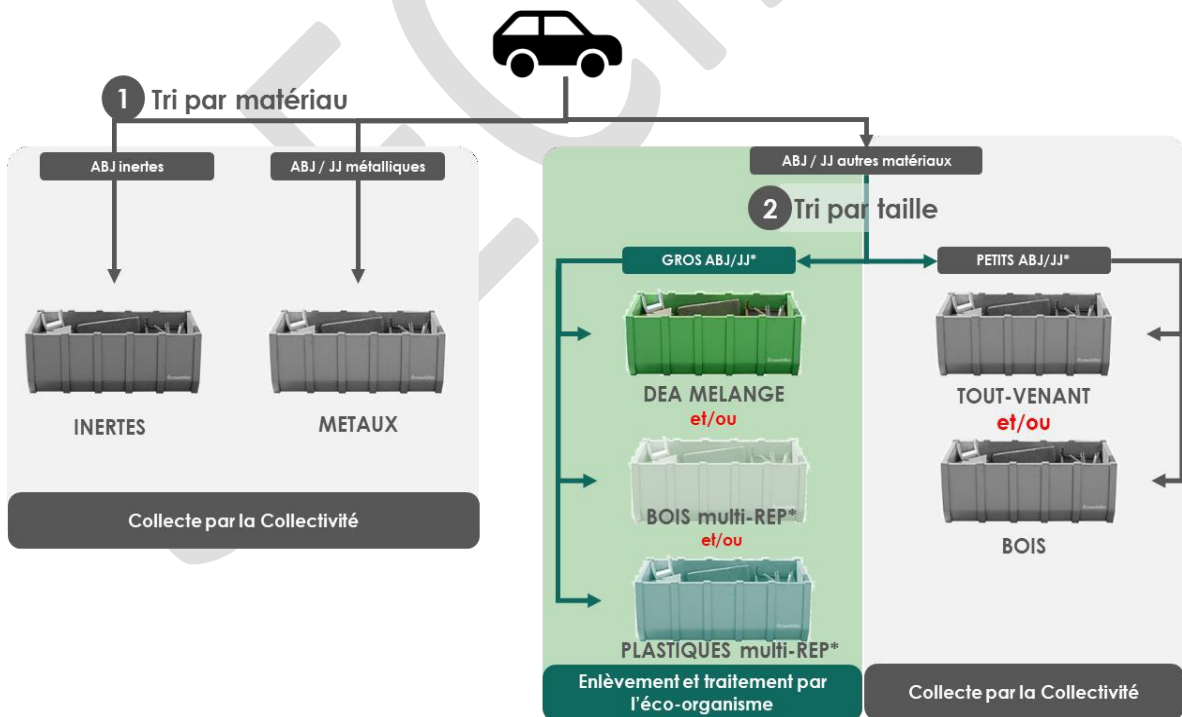 1 Tri par matériau
ABJ inertes
ABJ / JJ métalliques
INERTES
METAUX
Collecte par la Collectivité
ABJ / JJ autres matériaux
2 Tri par taille
GROS ABJ/JJ*
DEA MELANGE
et/ou
BOIS multi-REP*
et/ou
PLASTIQUES multi-REP*
Enlèvement et traitement par
l'éco-organisme
PETITS ABJ/JJ*
TOUT-VENANT
et/ou
BOIS
Collecte par la Collectivité